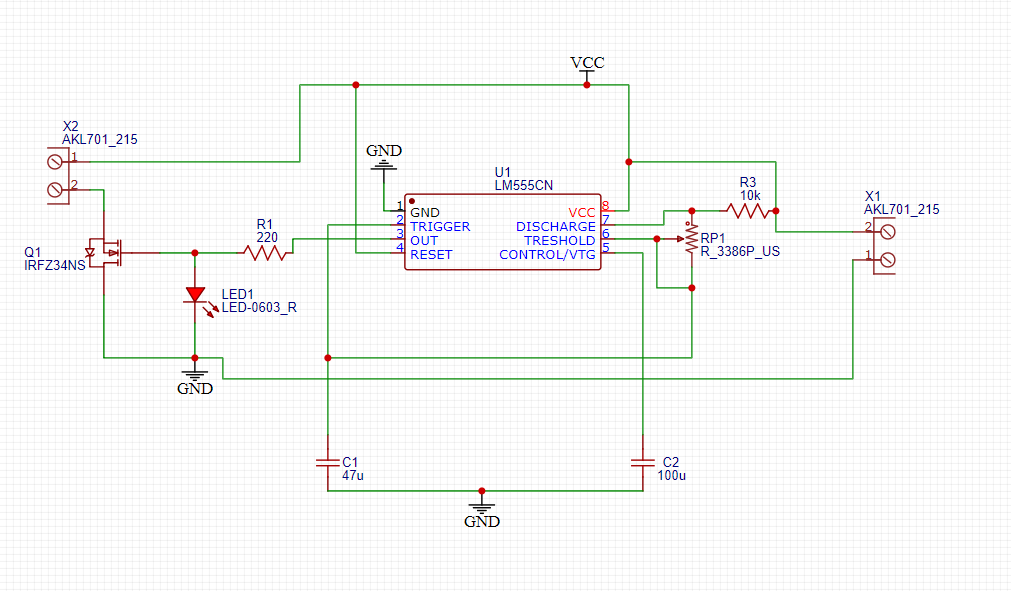 VCC
X2
AKL701_215
1
2
GND
U1
LM555CN
1
GND
2
TRIGGER
3
OUT
4
RESET
VCC
8
DISCHARGE
7
TRESHOLD
6
CONTROL/VTG
5
R3
10k
X1
AKL701_215
2
1
RP1
R_3386P_US
R1
220
Q1
IRFZ34NS
LED1
LED-0603_R
GND
C1
47u
C2
100u
GND